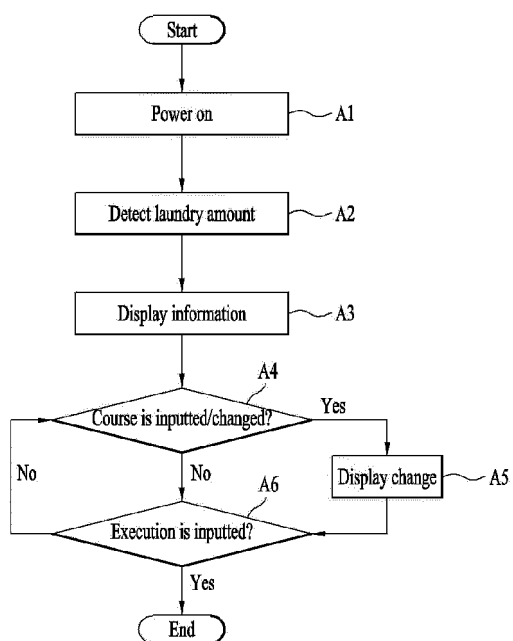 Start
Power on
A1
Detect laundry amount
A2
Display information
A3
A4
Course is inputted/changed?
Yes
No
No
Display change
A5
A6
Execution is inputted?
Yes
End